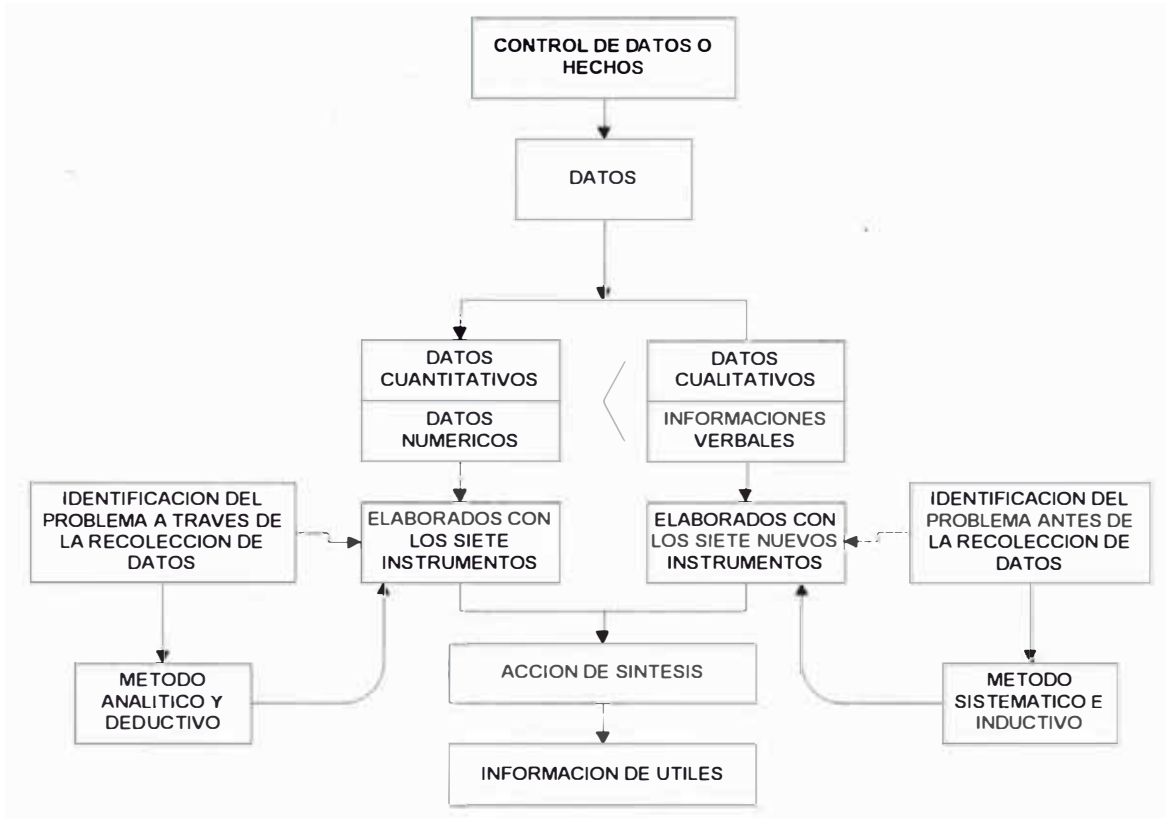 CONTROL DE DATOS O
HECHOS
DATOS
DATOS
CUANTITATIVOS
DATOS
NUMERICOS
DATOS
CUALITATIVOS
INFORMACIONES
VERBALES
IDENTIFICACION DEL
PROBLEMA A TRAVES DE
LA RECOLECCION DE
DATOS
ELABORADOS CON
LOS SIETE
INSTRUMENTOS
ELABORADOS CON
LOS SIETE NUEVOS
INSTRUMENTOS
IDENTIFICACION DEL
PROBLEMA ANTES DE
LA RECOLECCION DE
DATOS
METODO
ANALITICO Y
DEDUCTIVO
ACCION DE SINTESIS
METODO
SISTEMATICO E
INDUCTIVO
INFORMACION DE UTILES